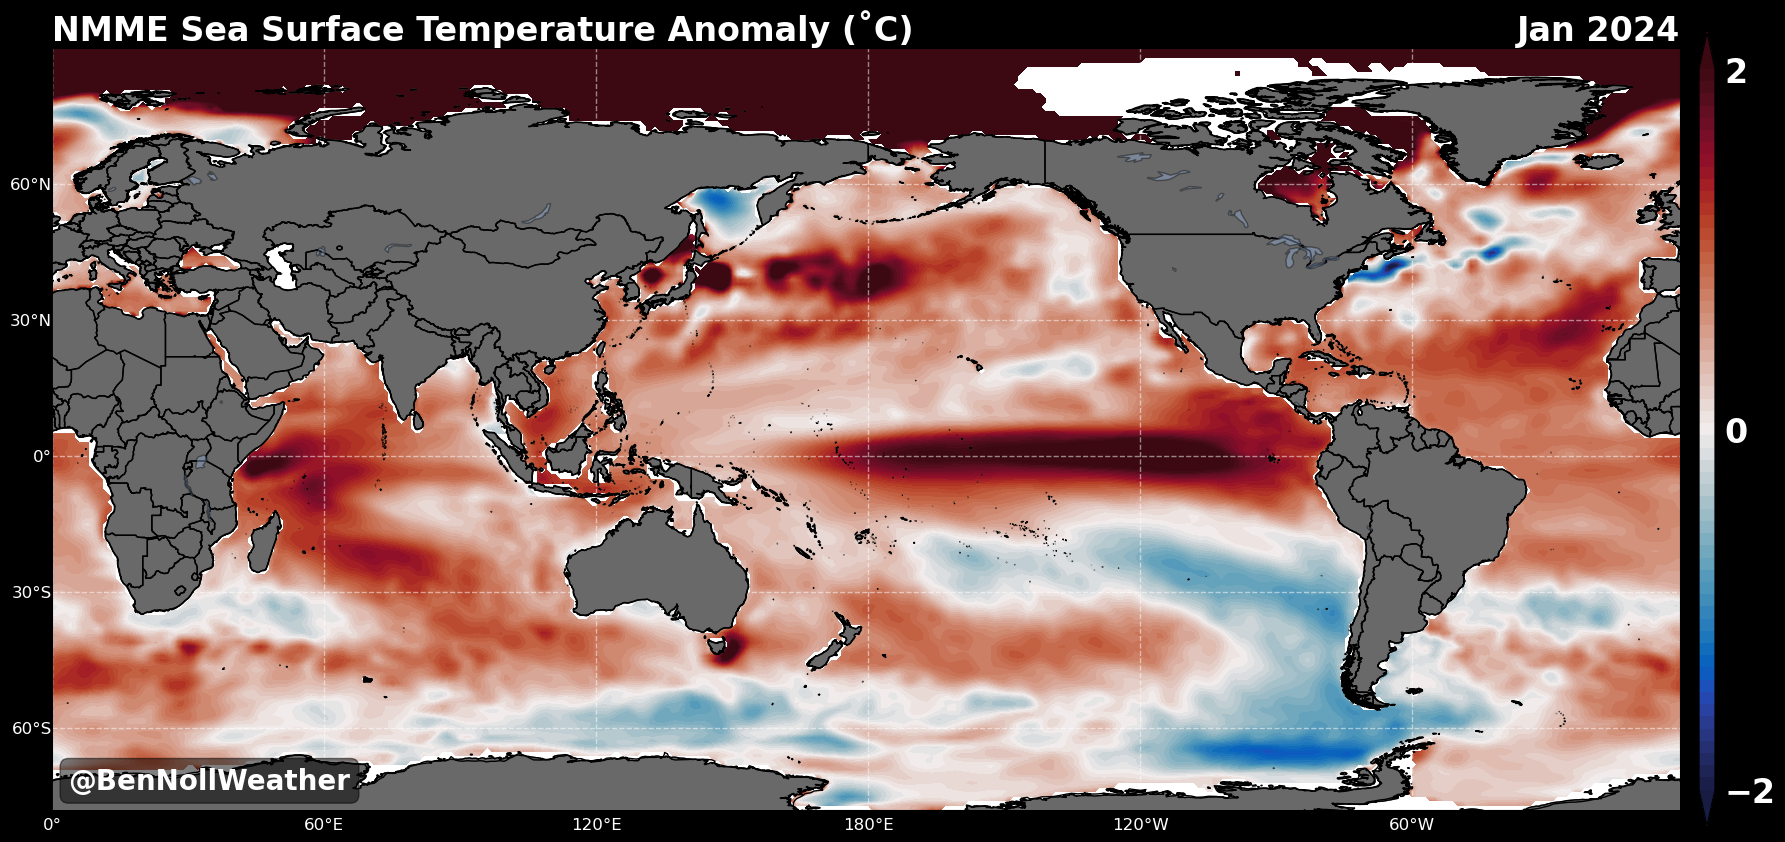 NMME Sea Surface Temperature Anomaly (˚C)
Jan 2024
2
0
−2
60°N
30°N
0°
30°S
60°S
@BenNollWeather
0°
60°E
120°E
180°E
120°W
60°W